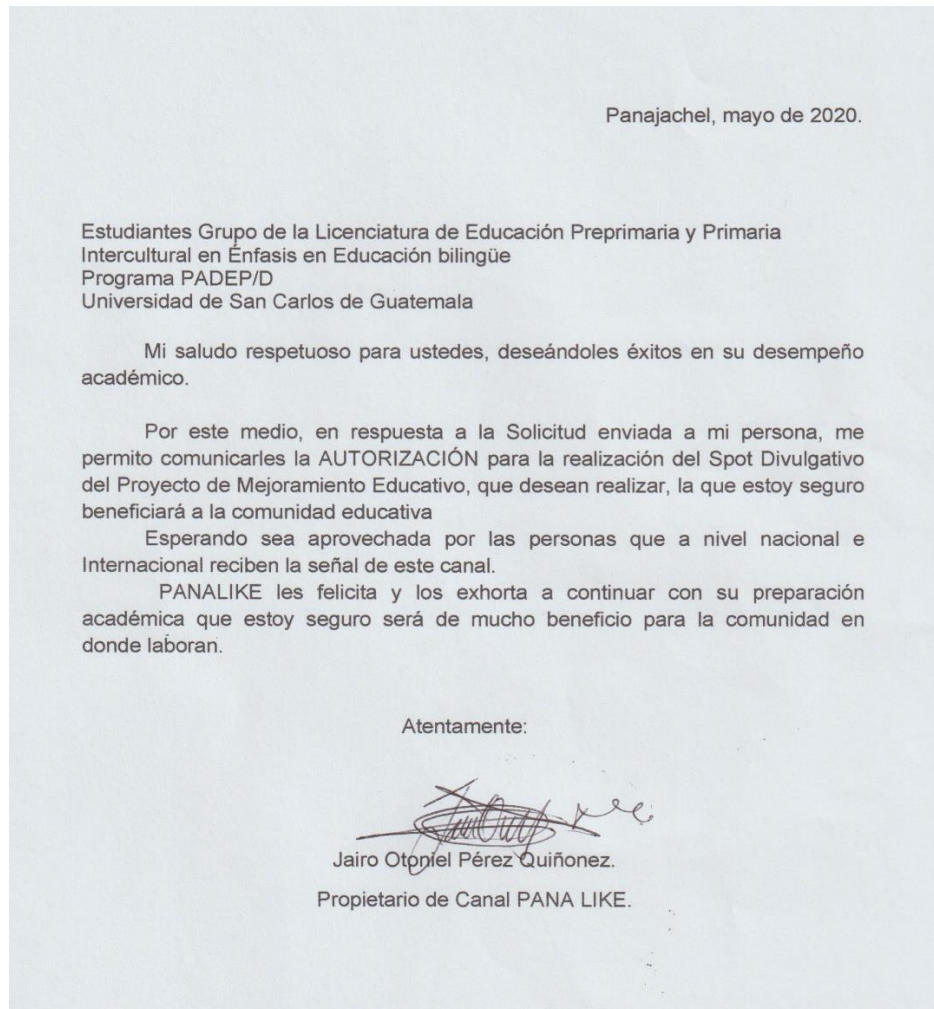 Panajachel, mayo de 2020.
Estudiantes Grupo de la Licenciatura de Educación Preprimaria y Primaria
Intercultural en Énfasis en Educación bilingüe
Programa PADEP/D
Universidad de San Carlos de Guatemala
Mi saludo respetuoso para ustedes, deseándoles éxitos en su desempeño
académico.
Por este medio, en respuesta a la Solicitud enviada a mi persona, me
permito comunicarles la AUTORIZACIÓN para la realización del Spot Divulgativo
del Proyecto de Mejoramiento Educativo, que desean realizar, la que estoy seguro
beneficiará a la comunidad educativa
Esperando sea aprovechada por las personas que a nivel nacional e
Internacional reciben la señal de este canal.
PANALIKE les felicita y los exhorta a continuar con su preparación
académica que estoy seguro será de mucho beneficio para la comunidad en
donde laboran.
Atentamente:
Jairo Otoniel Pérez Quiñonez.
Propietario de Canal PANA LIKE.